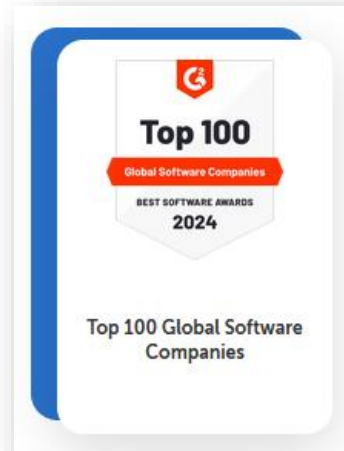 G2
Top 100
Global Software Companies
BEST SOFTWARE AWARDS
2024
Top 100 Global Software
Companies